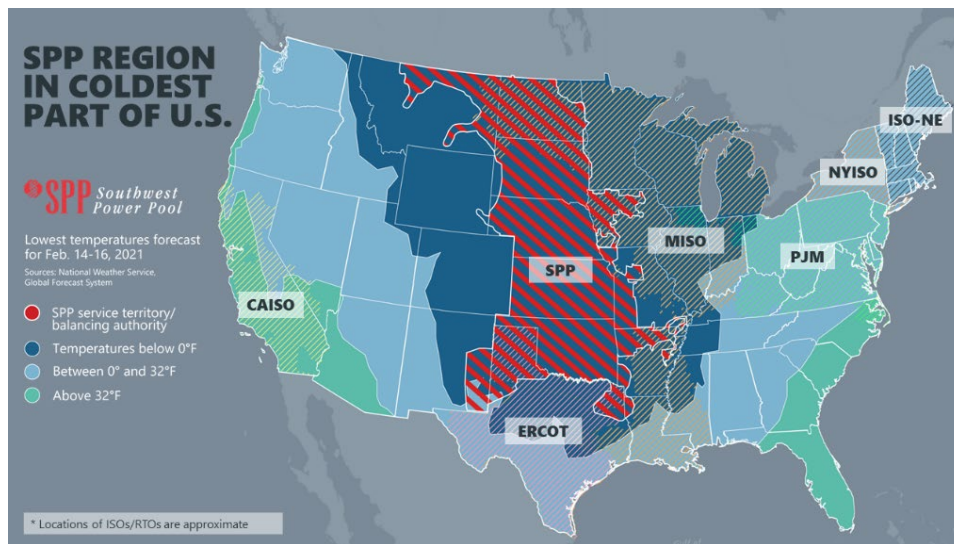 SPP REGION
IN COLDEST
PART OF U.S.
SPP Southwest
Power Pool
Lowest temperatures forecast
for Feb. 14-16, 2021
Sources: National Weather Service,
Global Forecast System
SPP service territory/
balancing authority
Temperatures below 0°F
Between 0° and 32°F
Above 32°F
* Locations of ISOs/RTOs are approximate
CAISO
SPP
ERCOT
MISO
PJM
NYISO
ISO-NE